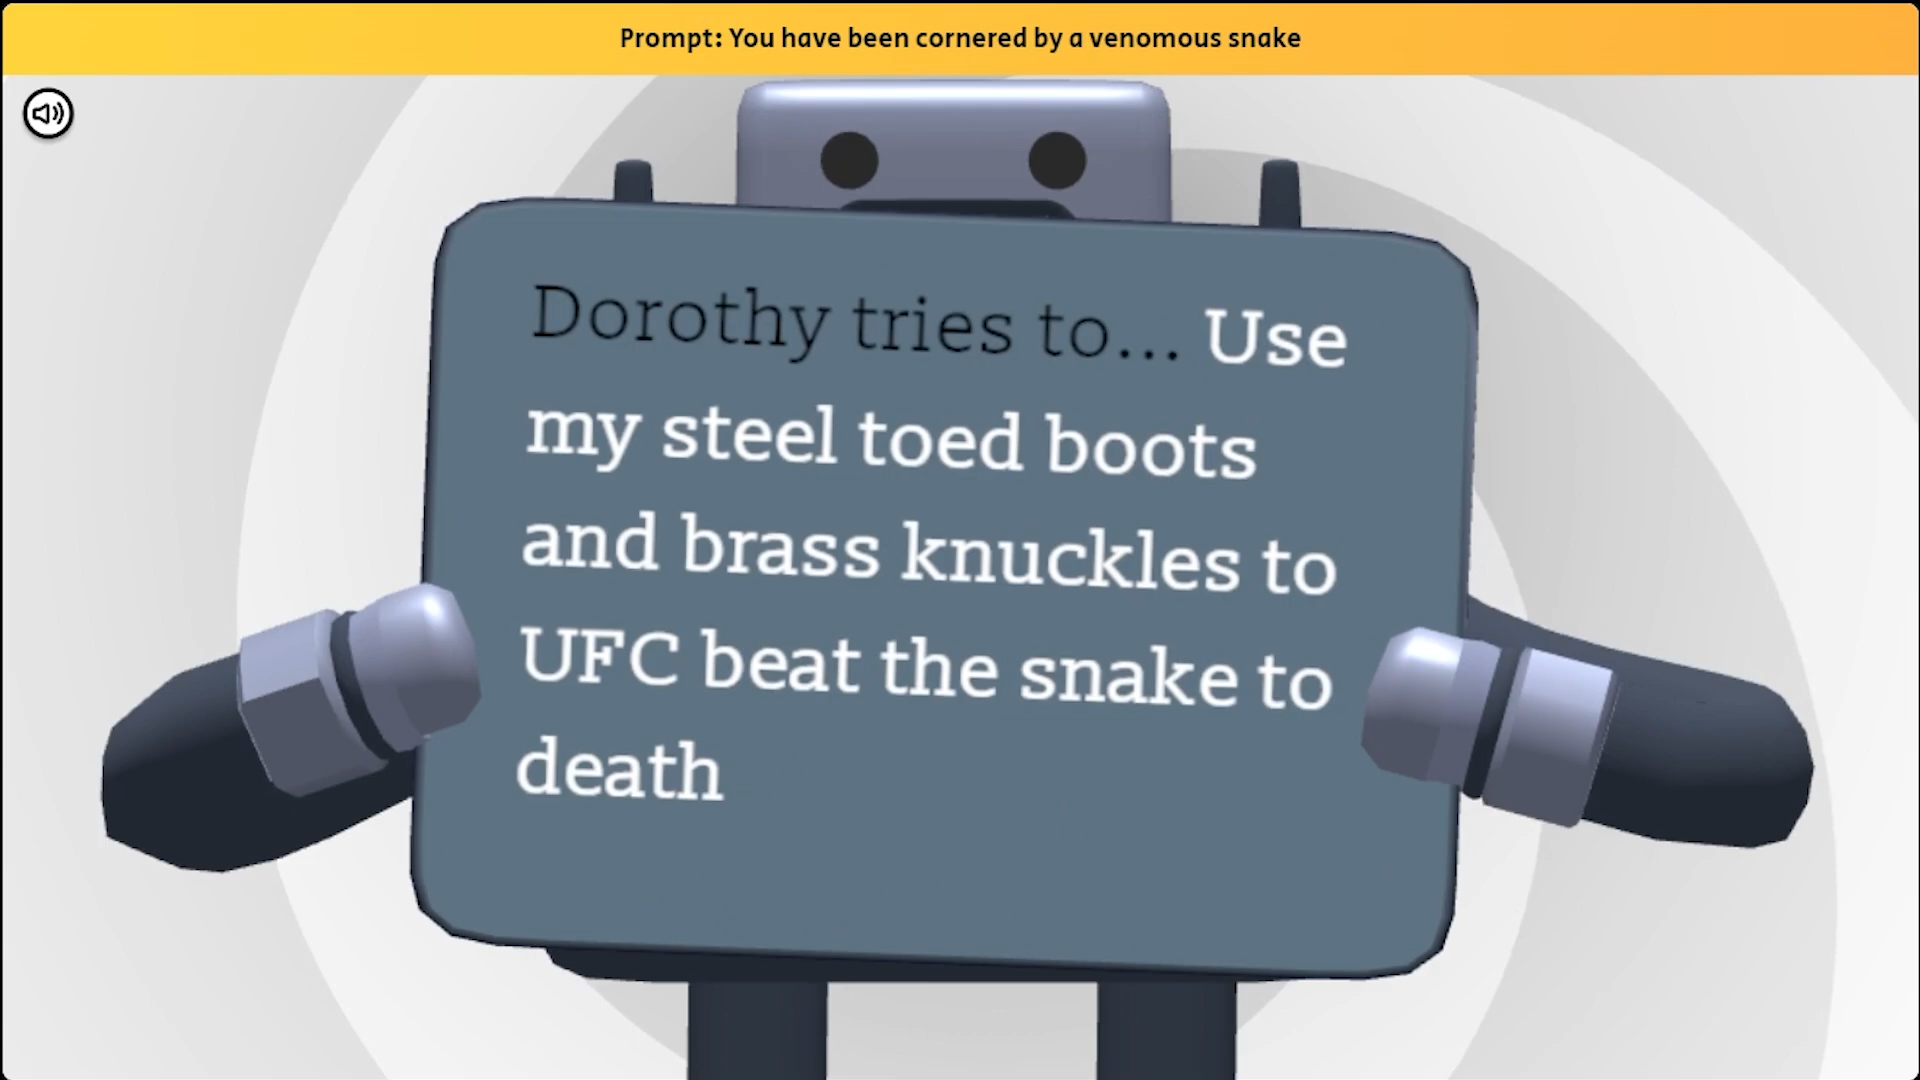 Prompt: You have been cornered by a venomous snake
Dorothy tries to... Use
my steel toed boots
and brass knuckles to
UFC beat the snake to
death